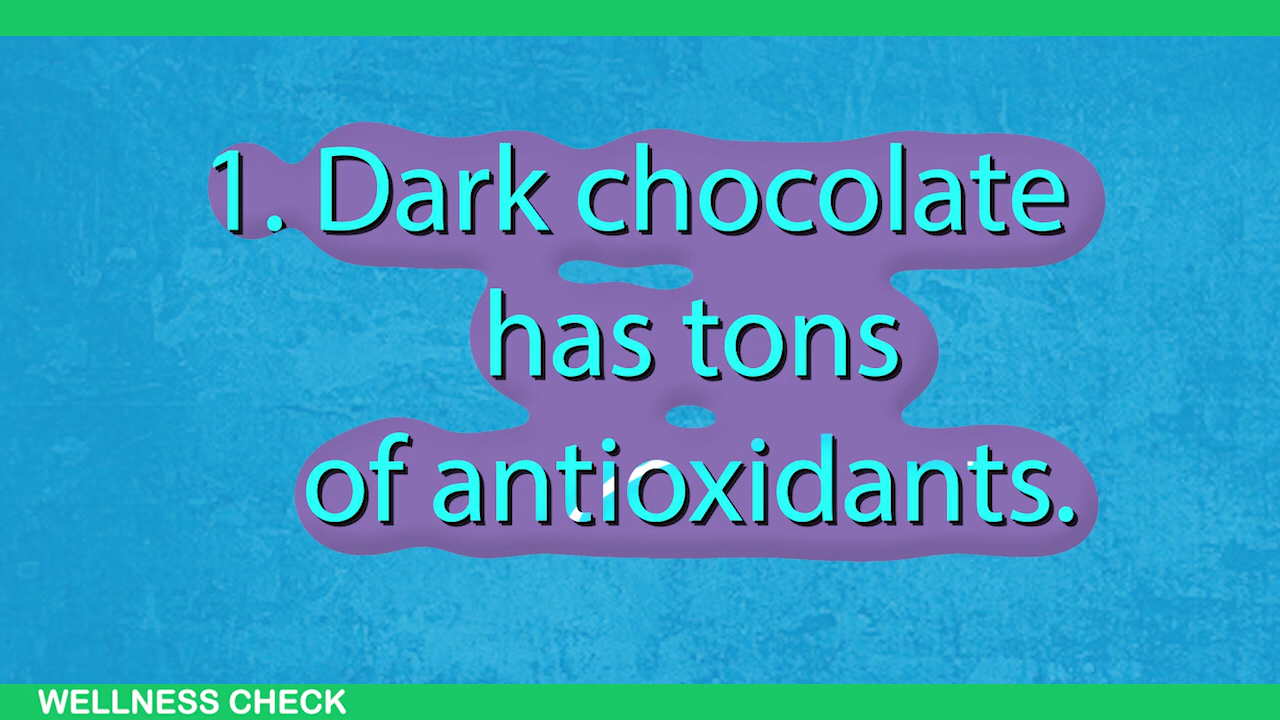 1. Dark chocolate
has tons
of antioxidants.
WELLNESS CHECK